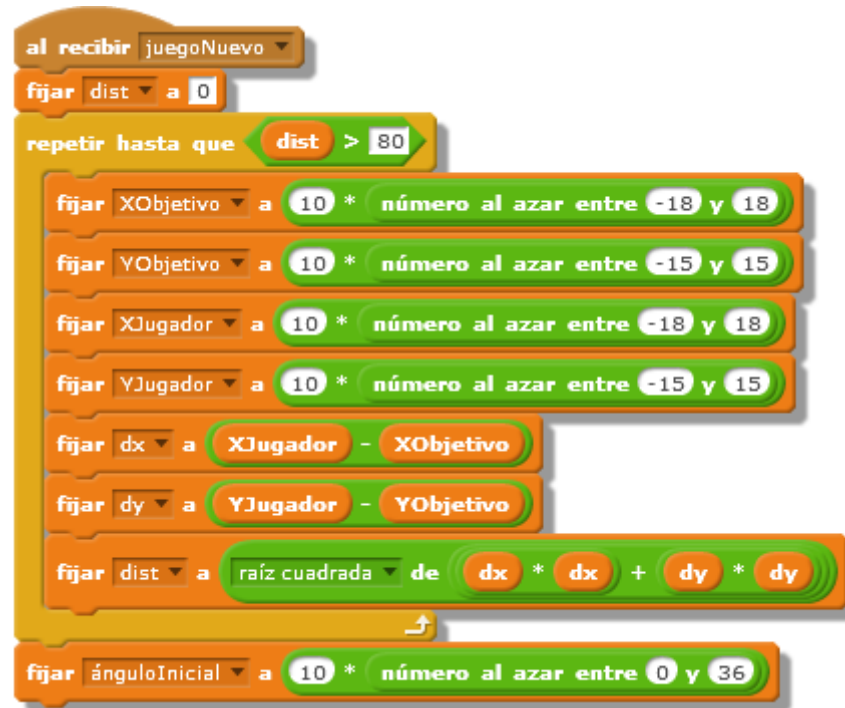 al recibir juegoNuevo
fijar dist a 0
repetir hasta que dist > 80
fijar XObjetivo a 10 * número al azar entre -18 y 18
fijar YObjetivo a 10 * número al azar entre -15 y 15
fijar XJugador a 10 * número al azar entre -18 y 18
fijar YJugador a 10 * número al azar entre -15 y 15
fijar dx a XJugador - XObjetivo
fijar dy a YJugador - YObjetivo
fijar dist a raíz cuadrada de dx * dx + dy * dy
fijar ánguloInicial a 10 * número al azar entre 0 y 36